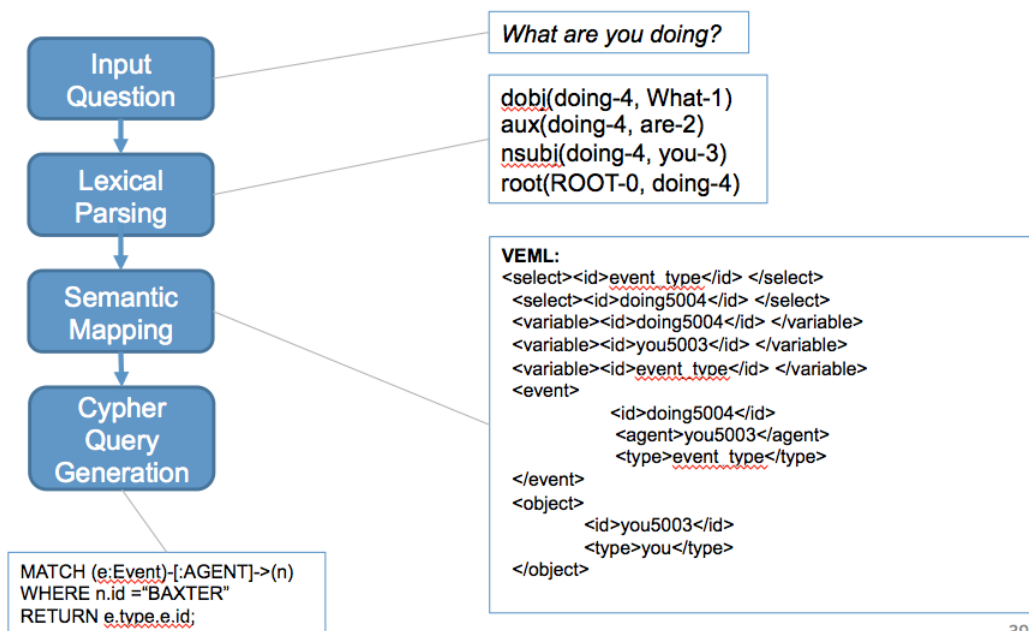 Input
Question
What are you doing?
Lexical
Parsing
dobj(doing-4, What-1)
aux(doing-4, are-2)
nsubj(doing-4, you-3)
root(ROOT-0, doing-4)
Semantic
Mapping
VEML:
<select><id>event_type</id> </select>
<select><id>doing5004</id> </select>
<variable><id>doing5004</id> </variable>
<variable><id>you5003</id> </variable>
<variable><id>event_type</id> </variable>
<event>
<id>doing5004</id>
<agent>you5003</agent>
<type>event_type</type>
</event>
<object>
<id>you5003</id>
<type>you</type>
</object>
Cypher
Query
Generation
MATCH (e:Event)-[:AGENT]->(n)
WHERE n.id =“BAXTER”
RETURN e.type,e.id;